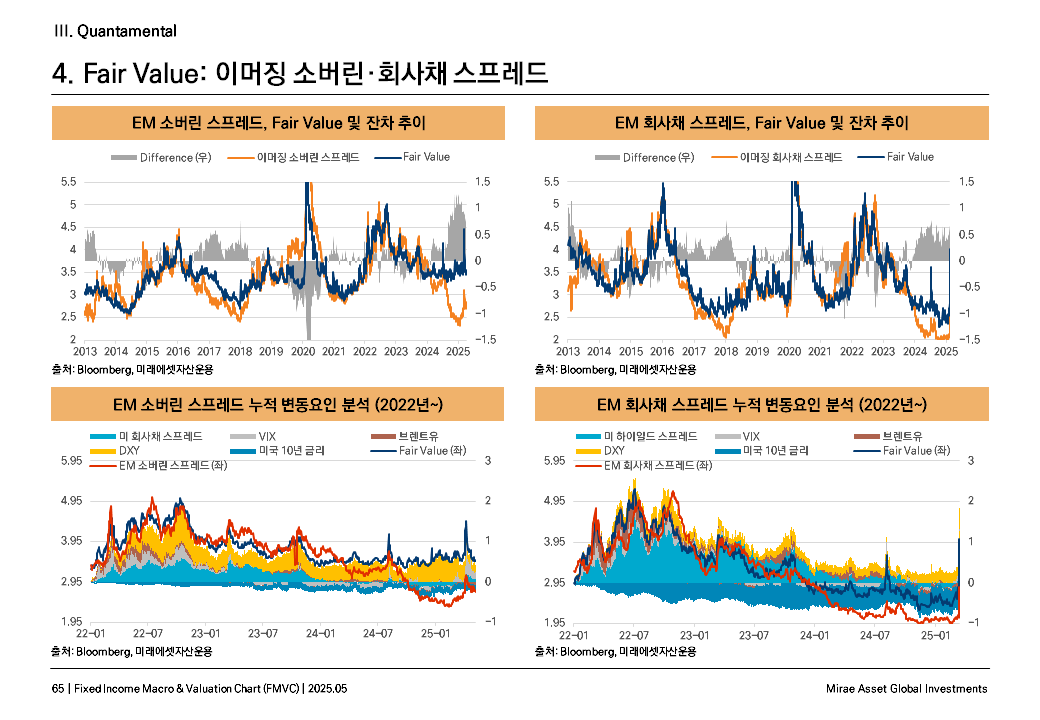 III. Quantamental
4. Fair Value: 이머징 소버린·회사채 스프레드
EM 소버린 스프레드, Fair Value 및 잔차 추이
Difference (우) 이머징 소버린 스프레드 Fair Value
5.5 1.5
5 1
4.5 0.5
4 0
3.5 -0.5
3 -1
2.5
2 -1.5
2013 2014 2015 2016 2017 2018 2019 2020 2021 2022 2023 2024 2025
출처: Bloomberg, 미래에셋자산운용
EM 회사채 스프레드, Fair Value 및 잔차 추이
Difference (우) 이머징 회사채 스프레드 Fair Value
5.5 1.5
5 1
4.5 0.5
4 0
3.5 -0.5
3 -1
2.5
2 -1.5
2013 2014 2015 2016 2017 2018 2019 2020 2021 2022 2023 2024 2025
출처: Bloomberg, 미래에셋자산운용
EM 소버린 스프레드 누적 변동요인 분석 (2022년~)
미 회사채 스프레드 VIX 브렌트유
DXY 미국 10년 금리 Fair Value (좌)
EM 소버린 스프레드 (좌)
5.95 3
4.95 2
3.95 1
2.95 0
1.95 -1
22-01 22-07 23-01 23-07 24-01 24-07 25-01
출처: Bloomberg, 미래에셋자산운용
EM 회사채 스프레드 누적 변동요인 분석 (2022년~)
미 하이일드 스프레드 VIX 브렌트유
DXY 미국 10년 금리 Fair Value (좌)
EM 회사채 스프레드 (좌)
5.95 3
4.95 2
3.95 1
2.95 0
1.95 -1
22-01 22-07 23-01 23-07 24-01 24-07 25-01
출처: Bloomberg, 미래에셋자산운용
65 | Fixed Income Macro & Valuation Chart (FMVC) | 2025.05
Mirae Asset Global Investments